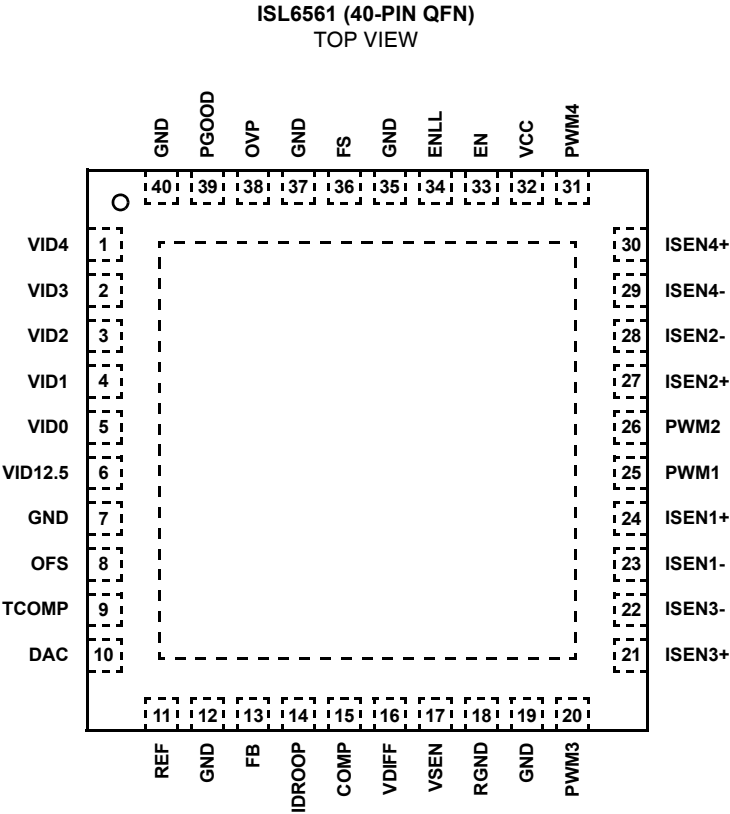 ISL6561 (40-PIN QFN)
TOP VIEW
GND
PGOOD
OVP
GND
FS
GND
ENLL
EN
VCC
PWM4
40
39
38
37
36
35
34
33
32
31
VID4 1
VID3 2
VID2 3
VID1 4
VID0 5
VID12.5 6
GND 7
OFS 8
TCOMP 9
DAC 10
30 ISEN4+
29 ISEN4-
28 ISEN2-
27 ISEN2+
26 PWM2
25 PWM1
24 ISEN1+
23 ISEN1-
22 ISEN3-
21 ISEN3+
11
12
13
14
15
16
17
18
19
20
REF
GND
FB
IDROOP
COMP
VDIFF
VSEN
RGND
GND
PWM3